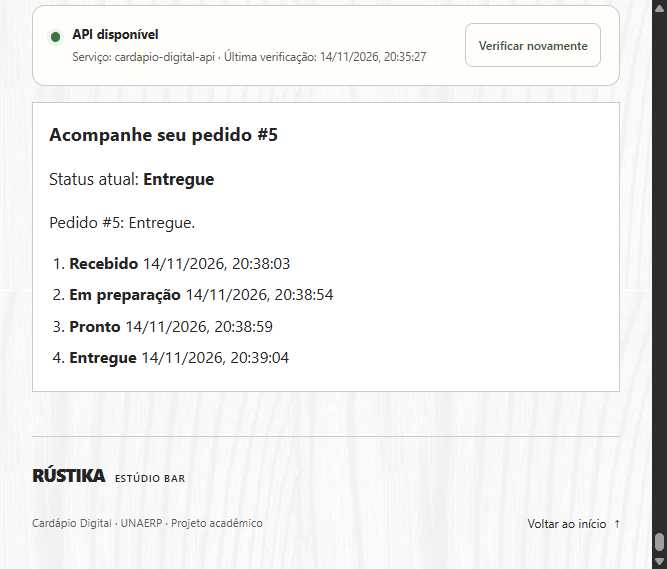 API disponível
Serviço: cardapio-digital-api · Última verificação: 14/11/2026, 20:35:27
Verificar novamente
Acompanhe seu pedido #5
Status atual: Entregue
Pedido #5: Entregue.
1. Recebido 14/11/2026, 20:38:03
2. Em preparação 14/11/2026, 20:38:54
3. Pronto 14/11/2026, 20:38:59
4. Entregue 14/11/2026, 20:39:04
RÚSTIKA ESTÚDIO BAR
Cardápio Digital · UNAERP · Projeto acadêmico
Voltar ao início ↑